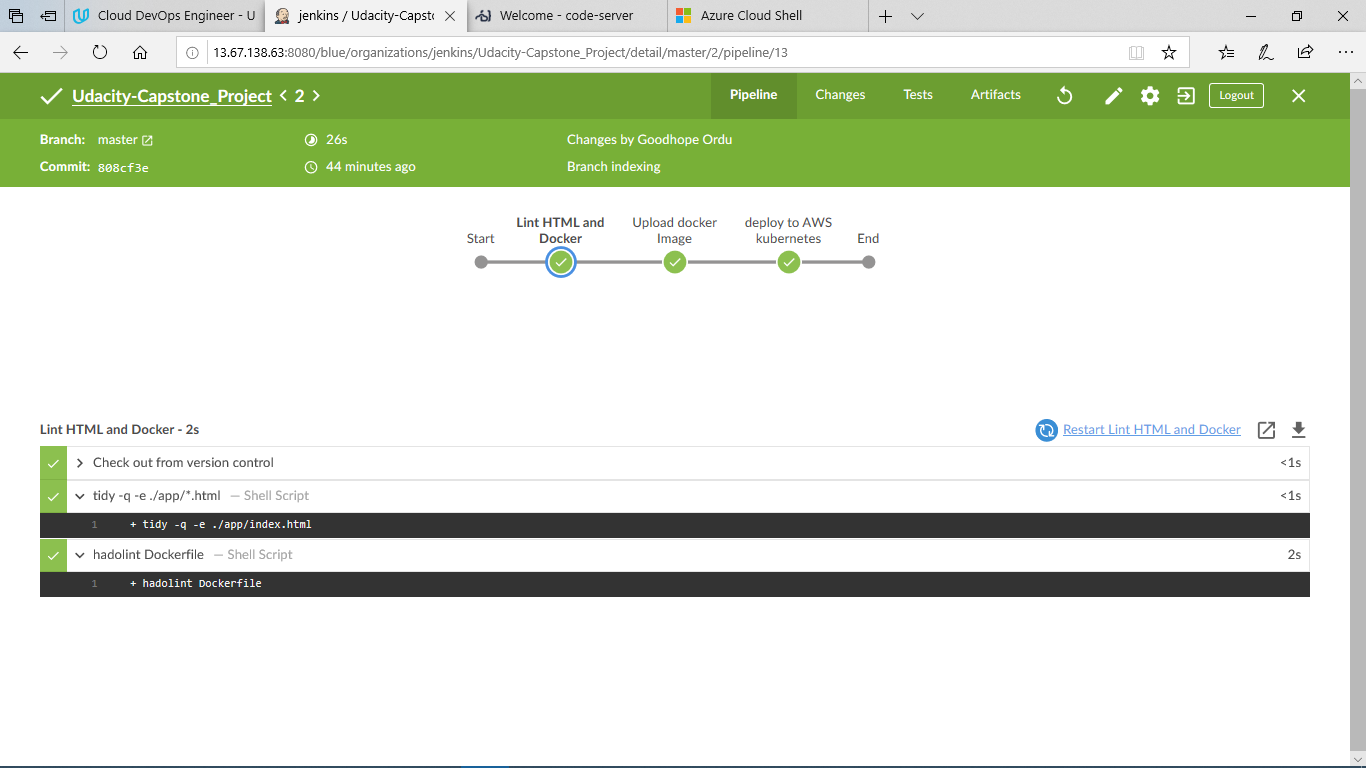 Cloud DevOps Engineer - U
jenkins / Udacity-Capsto
Welcome - code-server
Azure Cloud Shell
13.67.138.63:8080/blue/organizations/jenkins/Udacity-Capstone_Project/detail/master/2/pipeline/13
Udacity-Capstone_Project < 2 >
Pipeline
Changes
Tests
Artifacts
Logout
Branch: master
26s
Changes by Goodhope Ordu
Commit: 808cf3e
44 minutes ago
Branch indexing
Start
Lint HTML and
Docker
Upload docker
Image
deploy to AWS
kubernetes
End
Lint HTML and Docker - 2s
Restart Lint HTML and Docker
Check out from version control
<1s
tidy -q -e ./app/*.html — Shell Script
<1s
1 + tidy -q -e ./app/index.html
hadolint Dockerfile — Shell Script
2s
1 + hadolint Dockerfile